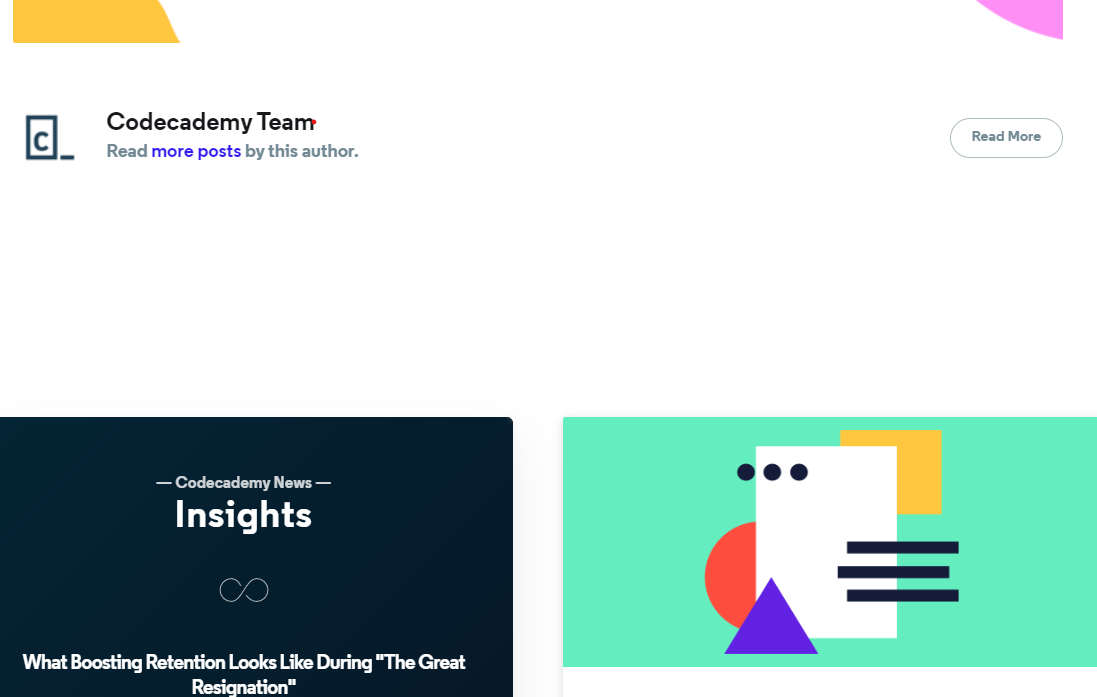 C_
Codecademy Team
Read more posts by this author.
Read More
— Codecademy News —
Insights
What Boosting Retention Looks Like During "The Great
Resignation"